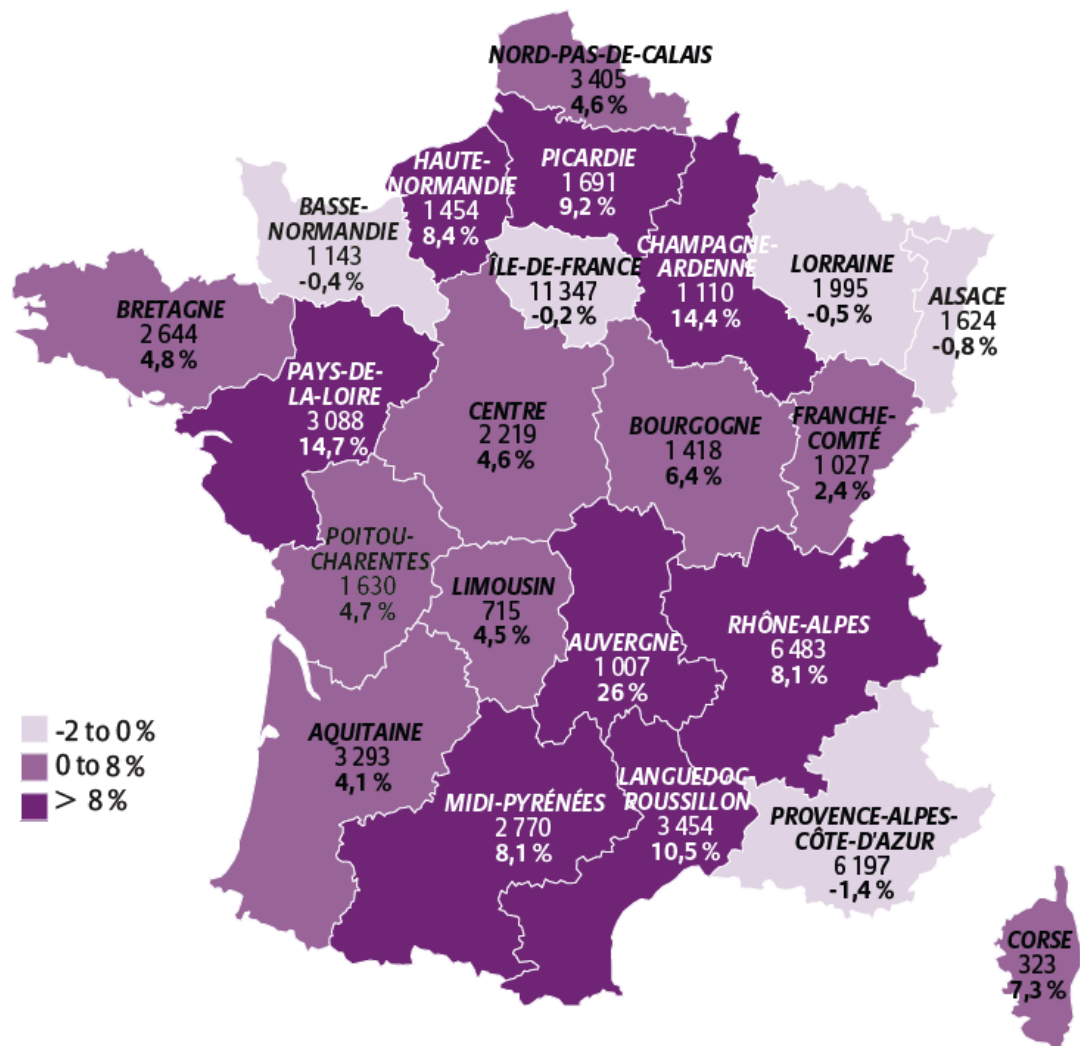 NORD-PAS-DE-CALAIS
3 405
4,6 %
HAUTE-
NORMANDIE
1 454
8,4 %
PICARDIE
1 691
9,2 %
BASSE-
NORMANDIE
1 143
-0,4 %
ÎLE-DE-FRANCE
11 347
-0,2 %
CHAMPAGNE-
ARDENNE
1 110
14,4 %
LORRAINE
1 995
-0,5 %
ALSACE
1 624
-0,8 %
BRETAGNE
2 644
4,8 %
PAYS-DE-
LA-LOIRE
3 088
14,7 %
CENTRE
2 219
4,6 %
BOURGOGNE
1 418
6,4 %
FRANCHE-
COMTÉ
1 027
2,4 %
POITOU-
CHARENTES
1 630
4,7 %
LIMOUSIN
715
4,5 %
AUVERGNE
1 007
26 %
RHÔNE-ALPES
6 483
8,1 %
-2 to 0 %
0 to 8 %
> 8 %
AQUITAINE
3 293
4,1 %
MIDI-PYRÉNÉES
2 770
8,1 %
LANGUEDOC-
ROUSSILLON
3 454
10,5 %
PROVENCE-ALPES-
CÔTE-D'AZUR
6 197
-1,4 %
CORSE
323
7,3 %